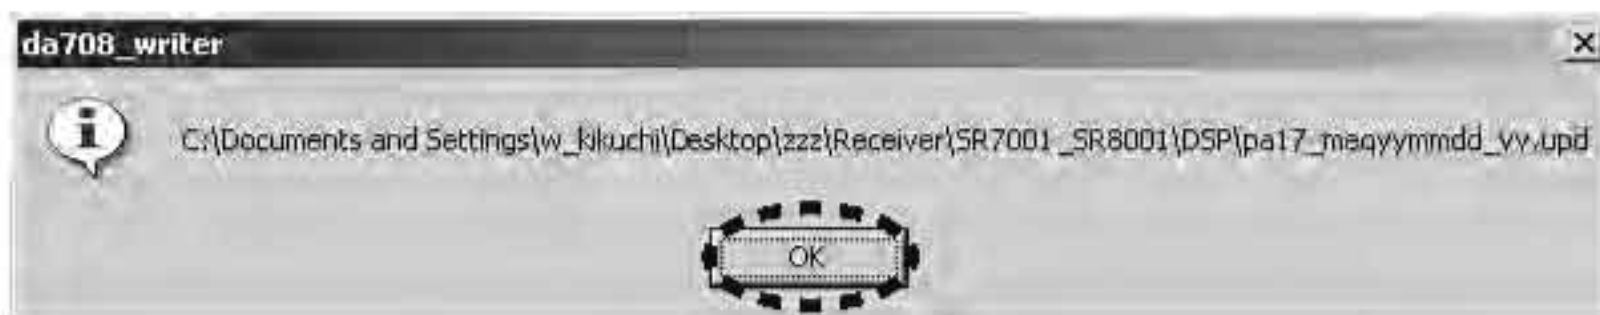 da708_writer
C:\Documents and Settings\w_kikuchi\Desktop\zzz\Receiver\SR7001_SR8001\DSP\pa17_maqyymmdd_vv.upd
OK